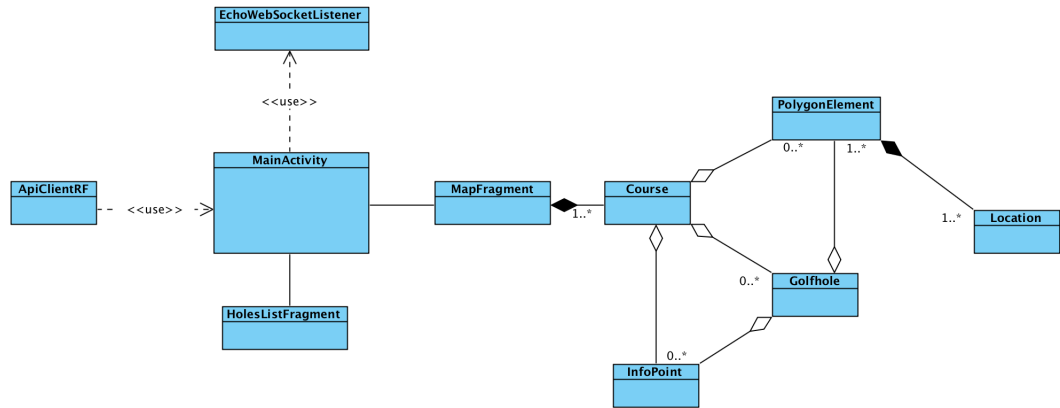 EchoWebSocketListener
<<use>>
PolygonElement
0..*
1..*
MainActivity
ApiClientRF
<<use>>
MapFragment
1..*
Course
1..*
Location
0..*
Golfhole
HolesListFragment
0..*
InfoPoint